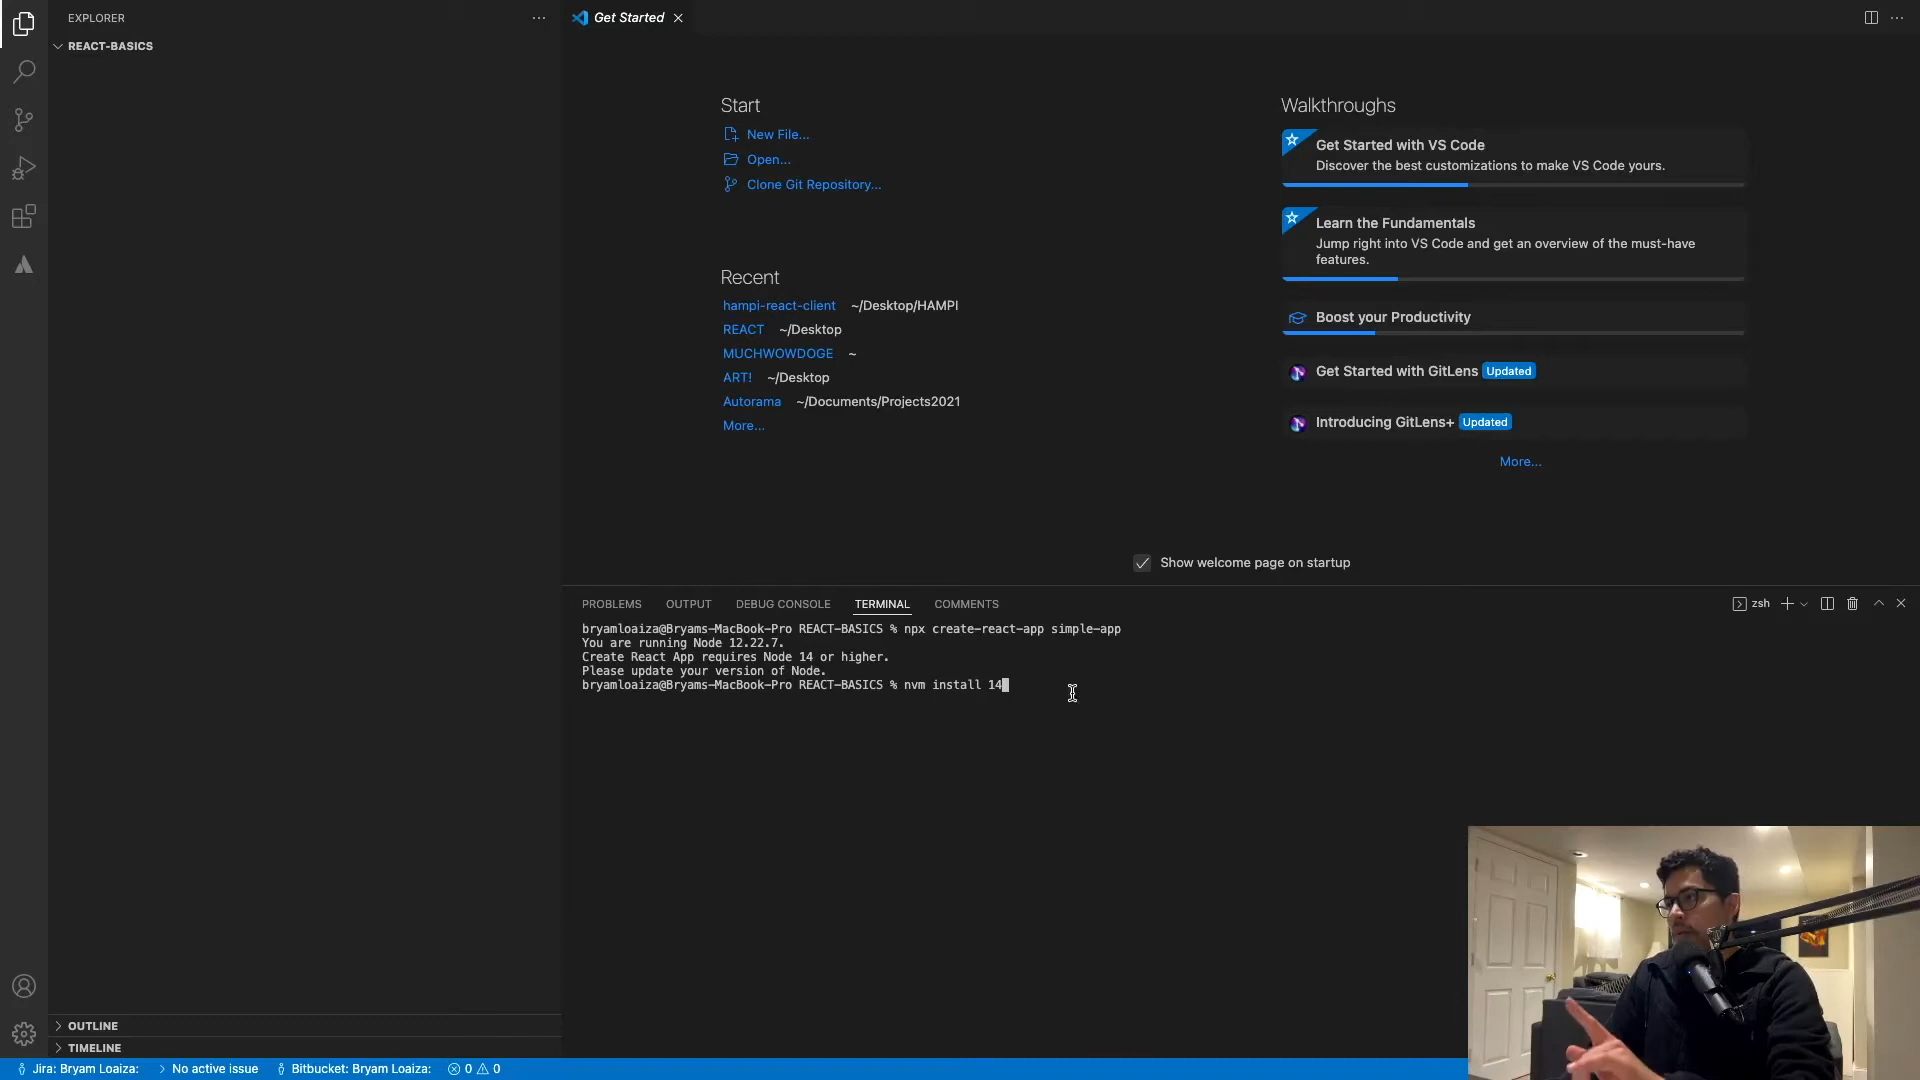 EXPLORER
REACT-BASICS
Get Started
Start
New File...
Open...
Clone Git Repository...
Recent
hampi-react-client ~/Desktop/HAMPI
REACT ~/Desktop
MUCHWOWDOGE ~
ART! ~/Desktop
Autorama ~/Documents/Projects2021
More...
Walkthroughs
Get Started with VS Code
Discover the best customizations to make VS Code yours.
Learn the Fundamentals
Jump right into VS Code and get an overview of the must-have
features.
Boost your Productivity
Get Started with GitLens Updated
Introducing GitLens+ Updated
More...
Show welcome page on startup
PROBLEMS OUTPUT DEBUG CONSOLE TERMINAL COMMENTS
zsh
bryamloaiza@Bryams-MacBook-Pro REACT-BASICS % npx create-react-app simple-app
You are running Node 12.22.7.
Create React App requires Node 14 or higher.
Please update your version of Node.
bryamloaiza@Bryams-MacBook-Pro REACT-BASICS % nvm install 14
OUTLINE
TIMELINE
Jira: Bryam Loaiza: No active issue Bitbucket: Bryam Loaiza: 0 0